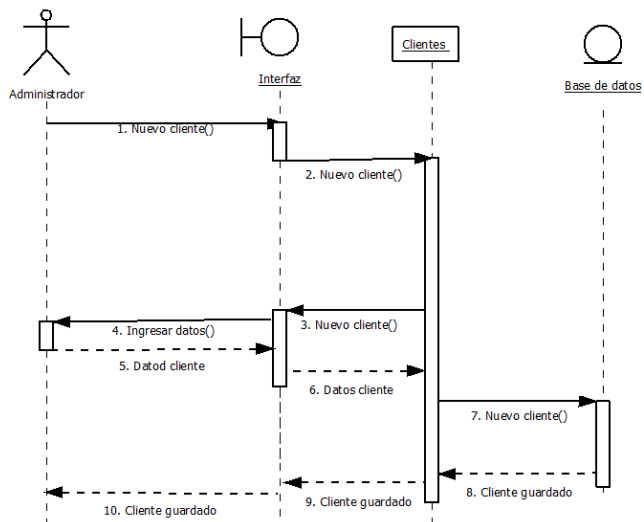 Clientes
Administrador
Interfaz
Base de datos
1. Nuevo cliente()
2. Nuevo cliente()
3. Nuevo cliente()
4. Ingresar datos()
5. Datod cliente
6. Datos cliente
7. Nuevo cliente()
8. Cliente guardado
9. Cliente guardado
10. Cliente guardado